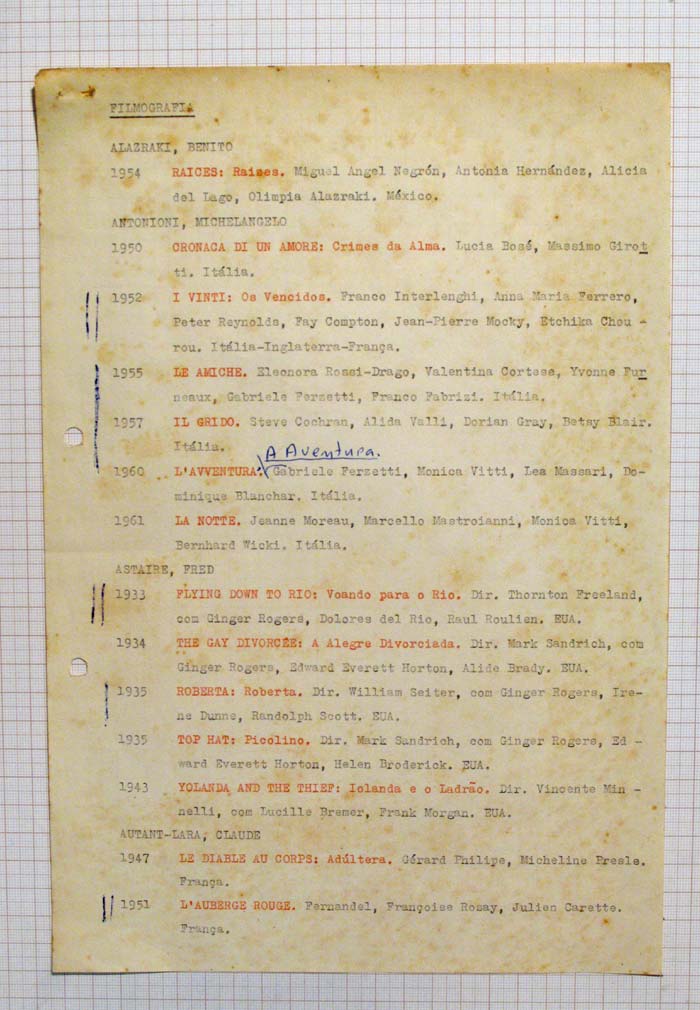 FILMOGRAFIA
ALAZRAKI, BENITO
1954 RAICES: Raizes. Miguel Angel Negrón, Antonia Hernández, Alicia
del Lago, Olimpia Alazraki. México.
ANTONIONI, MICHELANGELO
1950 CRONACA DI UN AMORE: Crimes da Alma. Lucia Bosé, Massimo Girot
ti. Itália.
1952 I VINTI: Os Vencidos. Franco Interlenghi, Anna Maria Ferrero,
Peter Reynolds, Fay Compton, Jean-Pierre Mocky, Etchika Chou -
rou. Itália-Inglaterra-França.
1955 LE AMICHE. Eleonora Rossi-Drago, Valentina Cortese, Yvonne Fur
neaux, Gabriele Ferzetti, Franco Fabrizi. Itália.
1957 IL GRIDO. Steve Cochran, Alida Valli, Dorian Gray, Betsy Blair.
Itália.
A Aventura.
1960 L'AVVENTURA: Gabriele Ferzetti, Monica Vitti, Lea Massari, Do-
minique Blanchar. Itália.
1961 LA NOTTE. Jeanne Moreau, Marcello Mastroianni, Monica Vitti,
Bernhard Wicki. Itália.
ASTAIRE, FRED
1933 FLYING DOWN TO RIO: Voando para o Rio. Dir. Thornton Freeland,
com Ginger Rogers, Dolores del Rio, Raul Roulien. EUA.
1934 THE GAY DIVORCÉE: A Alegre Divorciada. Dir. Mark Sandrich, com
Ginger Rogers, Edward Everett Horton, Alide Brady. EUA.
1935 ROBERTA: Roberta. Dir. William Seiter, com Ginger Rogers, Ire-
ne Dunne, Randolph Scott. EUA.
1935 TOP HAT: Picolino. Dir. Mark Sandrich, com Ginger Rogers, Ed -
ward Everett Horton, Helen Broderick. EUA.
1943 YOLANDA AND THE THIEF: Iolanda e o Ladrão. Dir. Vincente Min -
nelli, com Lucille Bremer, Frank Morgan. EUA.
AUTANT-LARA, CLAUDE
1947 LE DIABLE AU CORPS: Adúltera. Gérard Philipe, Micheline Presle.
França.
1951 L'AUBERGE ROUGE. Fernandel, Françoise Rosay, Julien Carette.
França.